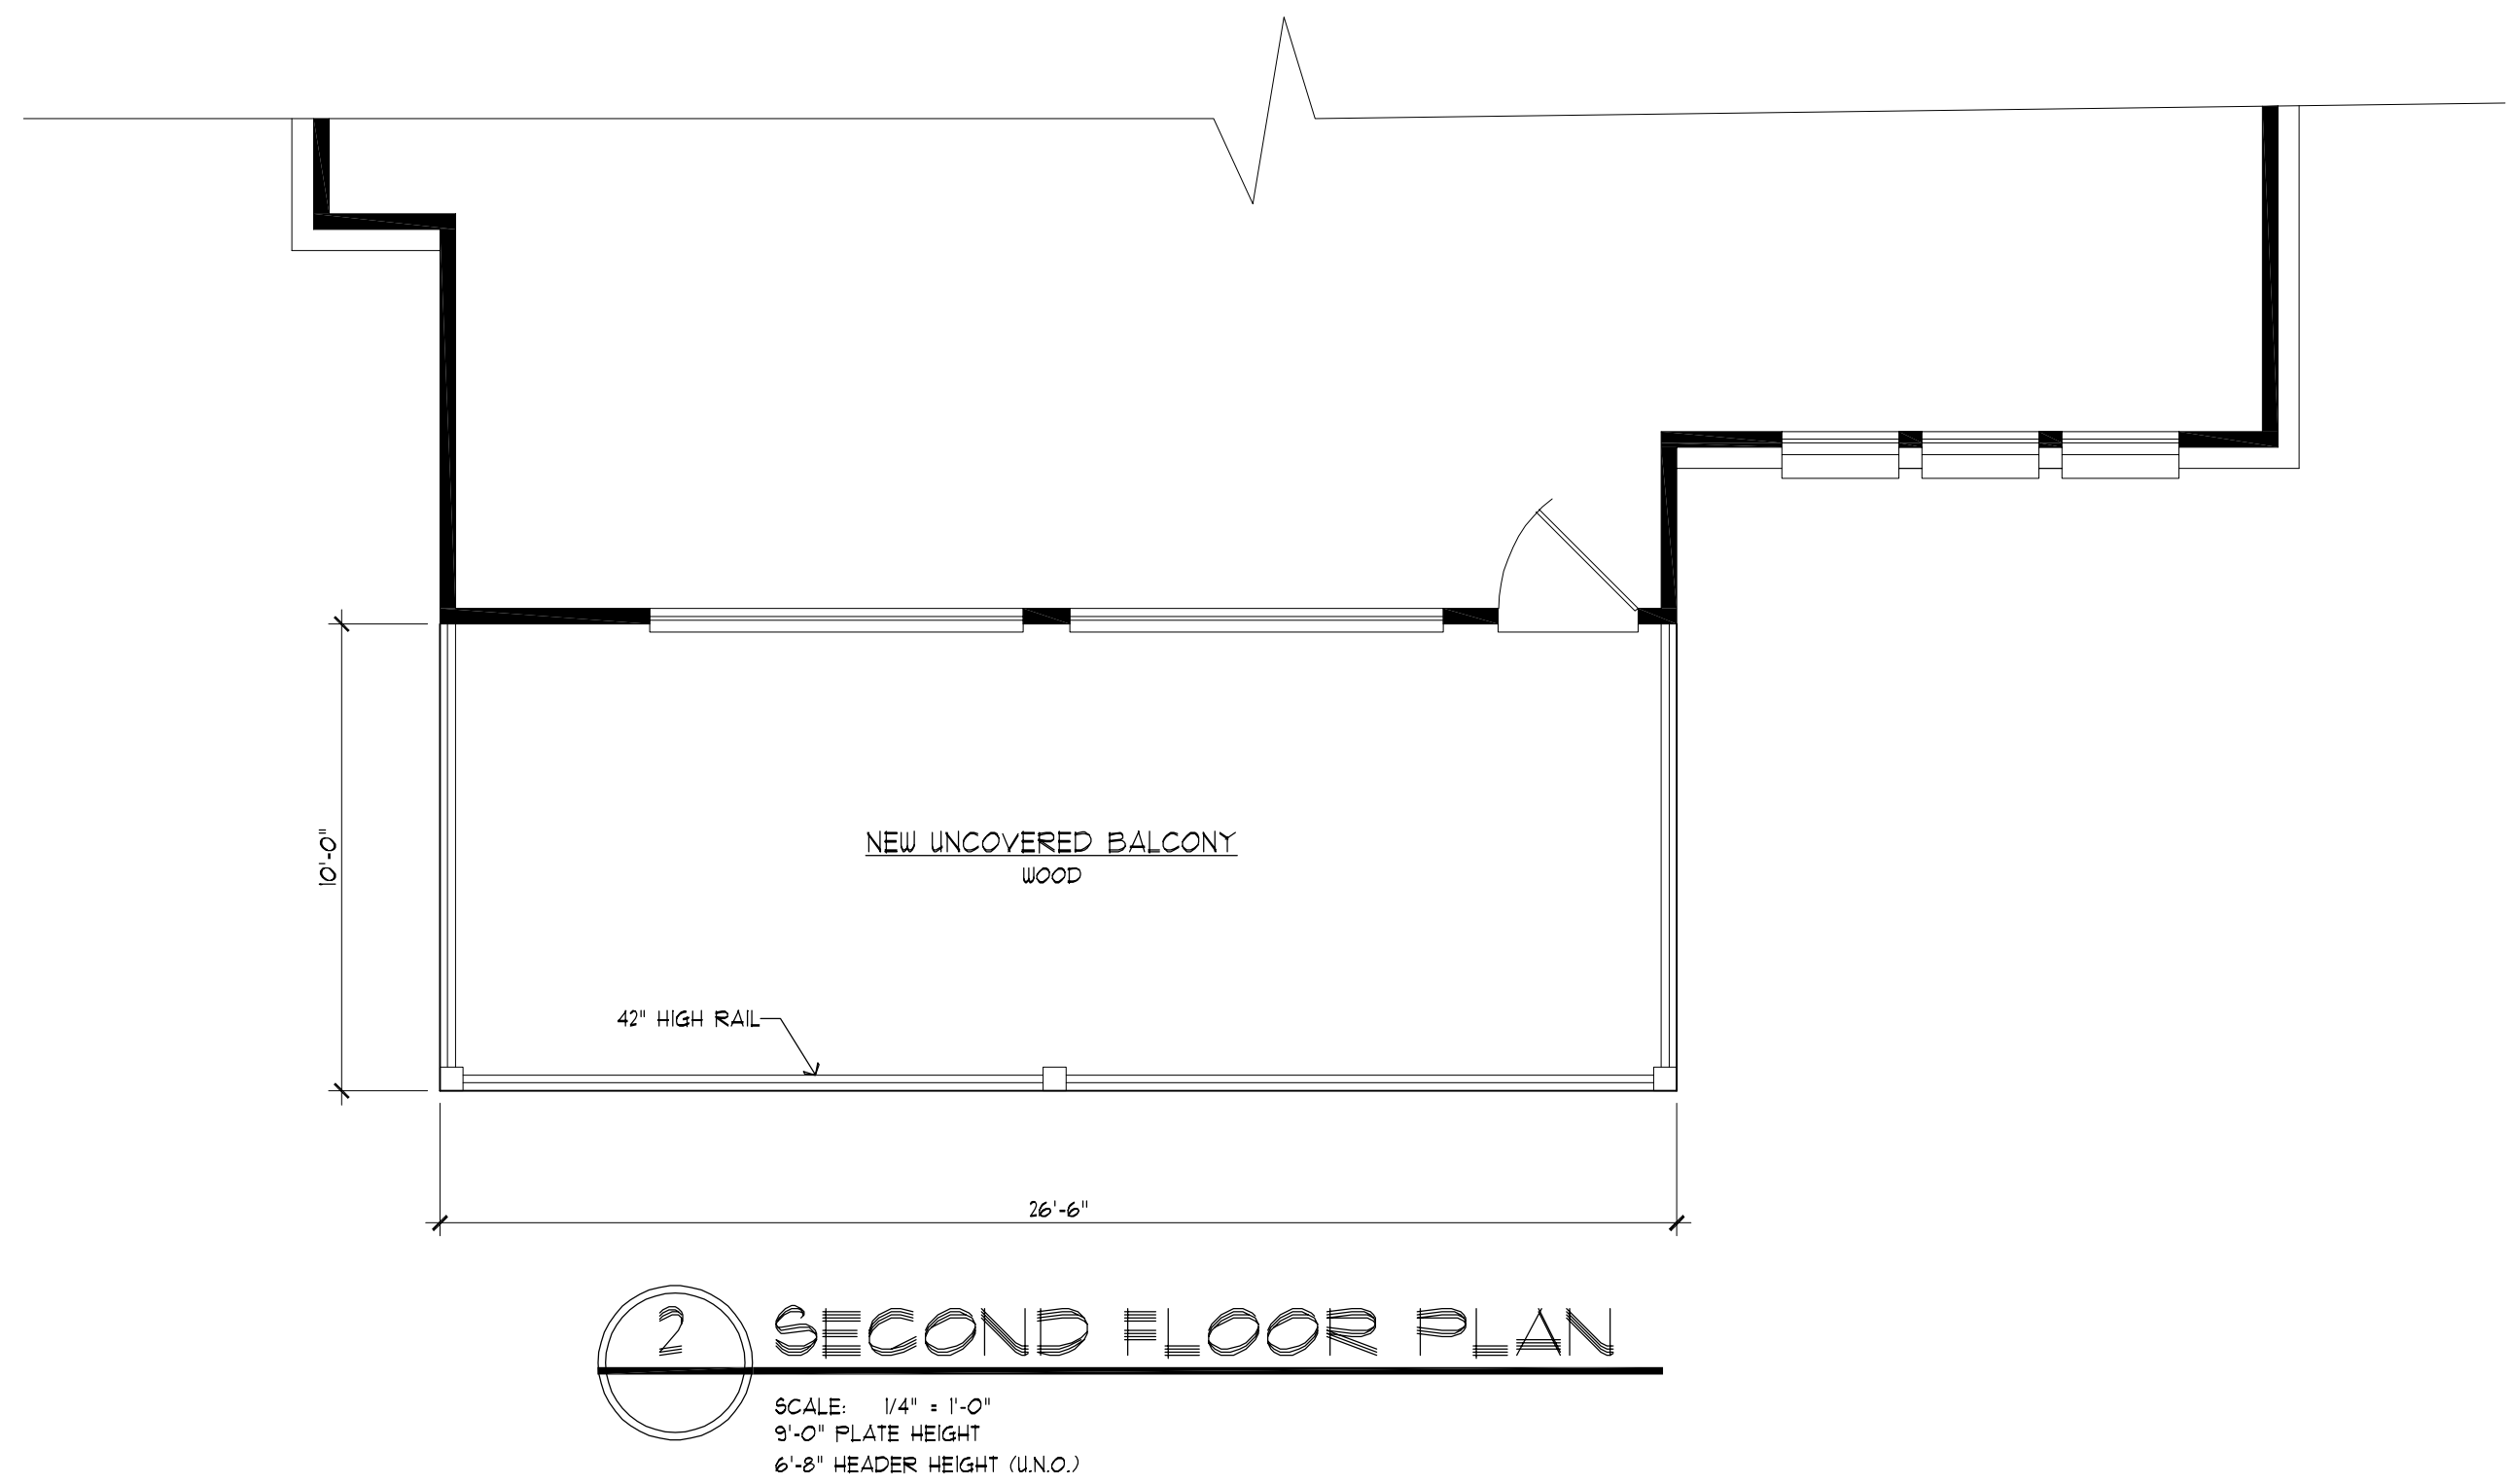 NEW UNCOVERED BALCONY
WOOD
10'-0"
42" HIGH RAIL
26'-6"
2
SECOND FLOOR PLAN
SCALE: 1/4" = 1'-0"
9'-0" PLATE HEIGHT
6'-8" HEADER HEIGHT (U.N.O.)